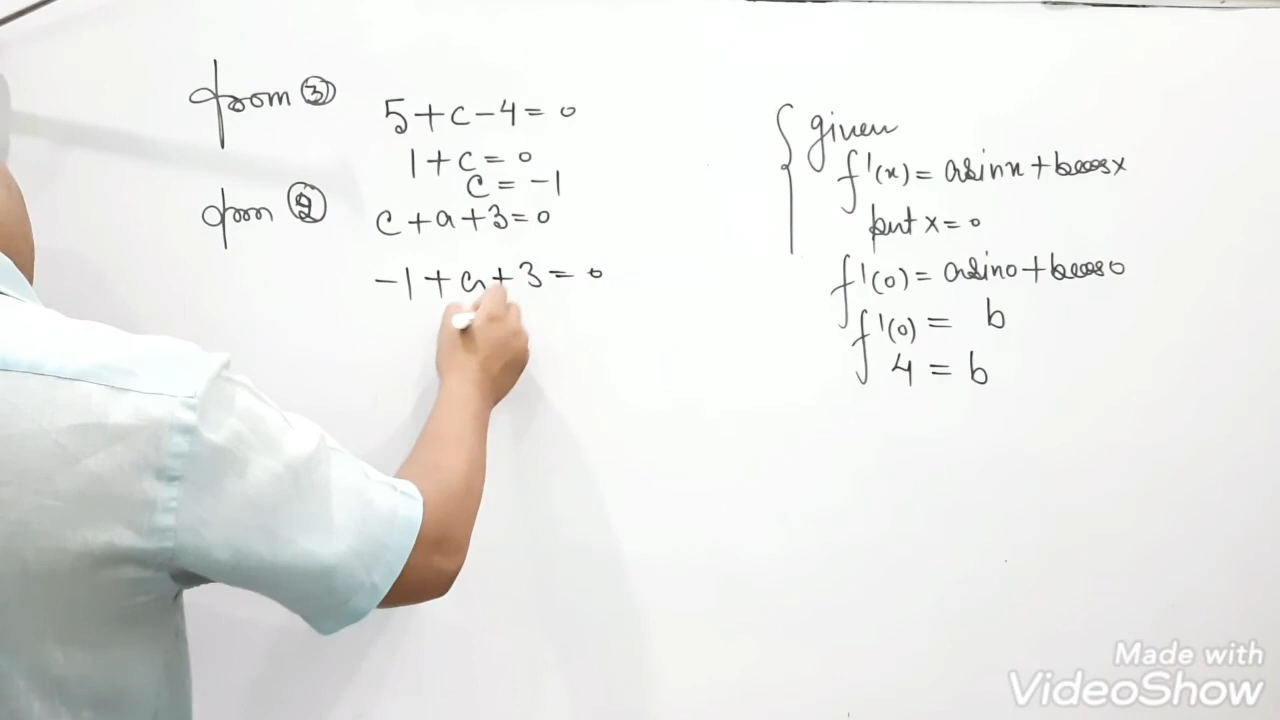 from ③
5+c-4=0
1+c=0
c=-1
from ②
c+a+3=0
-1+a+3=0
given
f'(x)=asinx+bcosx
put x=0
f'(0)=asin0+bcos0
f'(0)= b
4=b
Made with
VideoShow